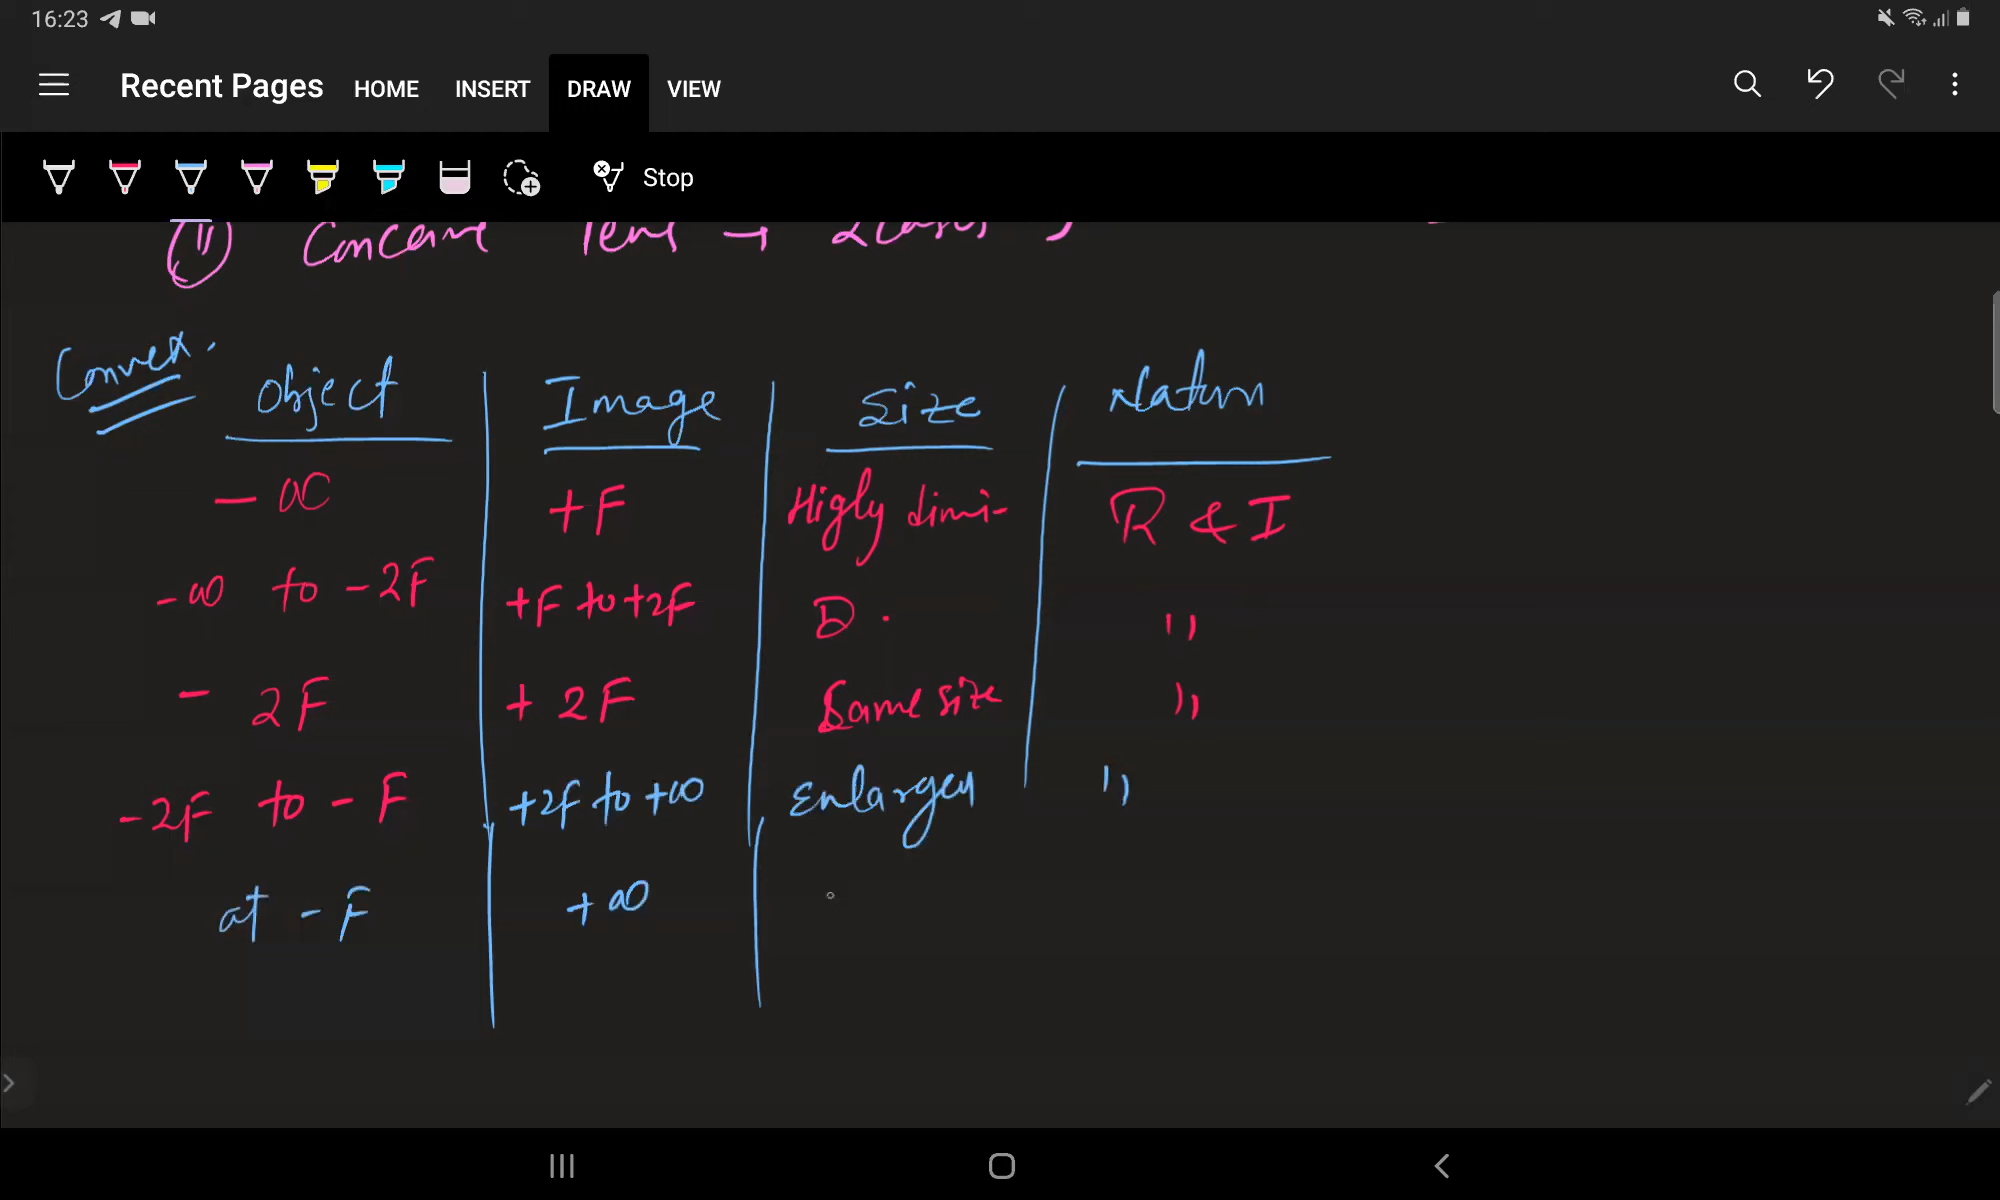 16:23
Recent Pages HOME INSERT DRAW VIEW
Stop
(ii) Concave lens →
Convex.
Object Image Size Nature
- ∞ +F Higly dimi- R & I
- ∞ to - 2F +F to +2F D. "
- 2F + 2F Same size "
- 2F to - F +2F to +∞ Enlarged "
at - F + ∞